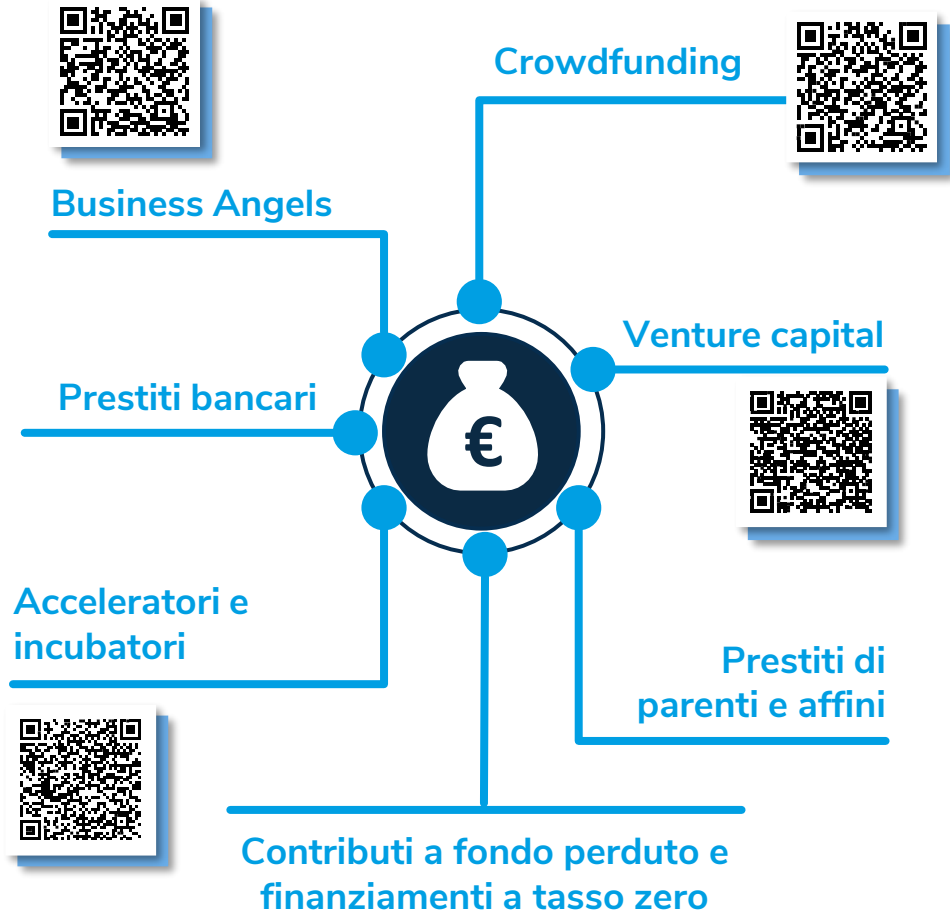 Crowdfunding
Business Angels
Venture capital
Prestiti bancari
€
Acceleratori e
incubatori
Prestiti di
parenti e affini
Contributi a fondo perduto e
finanziamenti a tasso zero